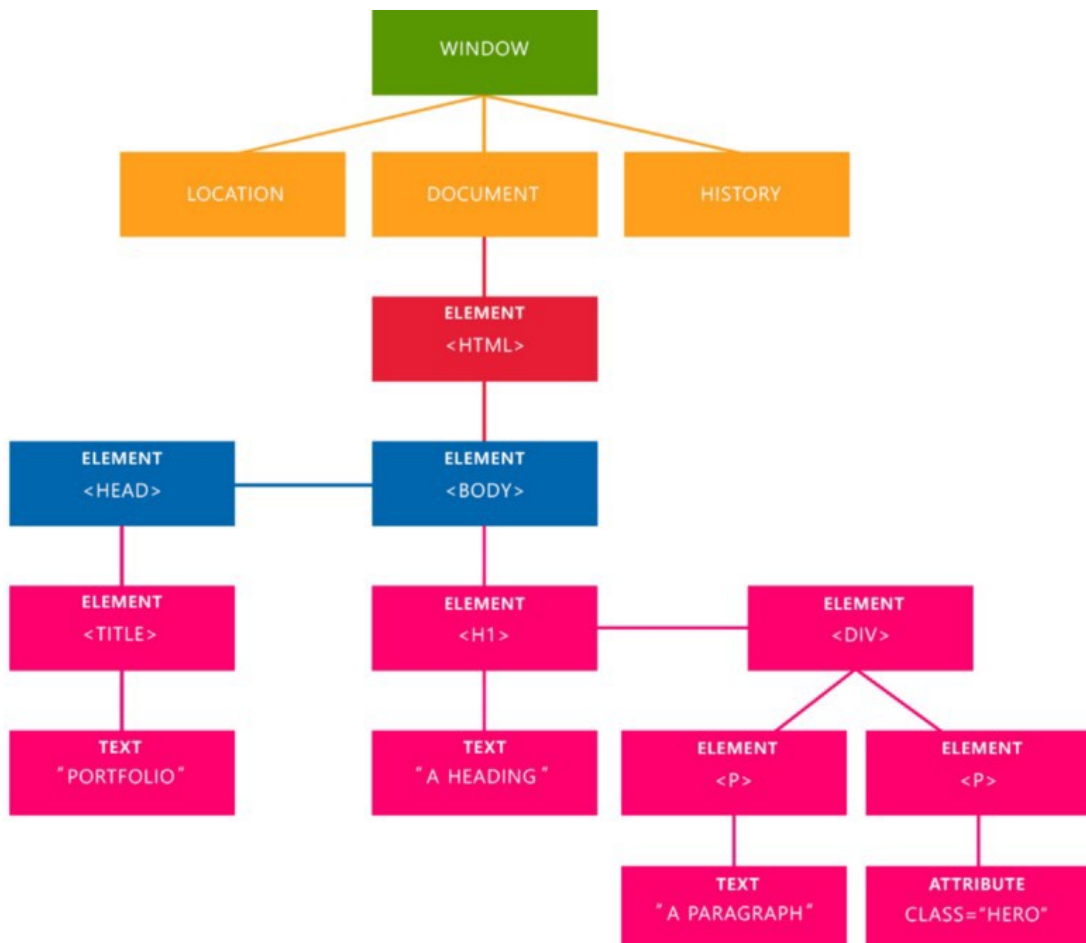 WINDOW
LOCATION
DOCUMENT
HISTORY
ELEMENT
<HTML>
ELEMENT
<HEAD>
ELEMENT
<BODY>
ELEMENT
<TITLE>
ELEMENT
<H1>
ELEMENT
<DIV>
TEXT
"PORTFOLIO"
TEXT
"A HEADING"
ELEMENT
<P>
ELEMENT
<P>
TEXT
"A PARAGRAPH"
ATTRIBUTE
CLASS="HERO"